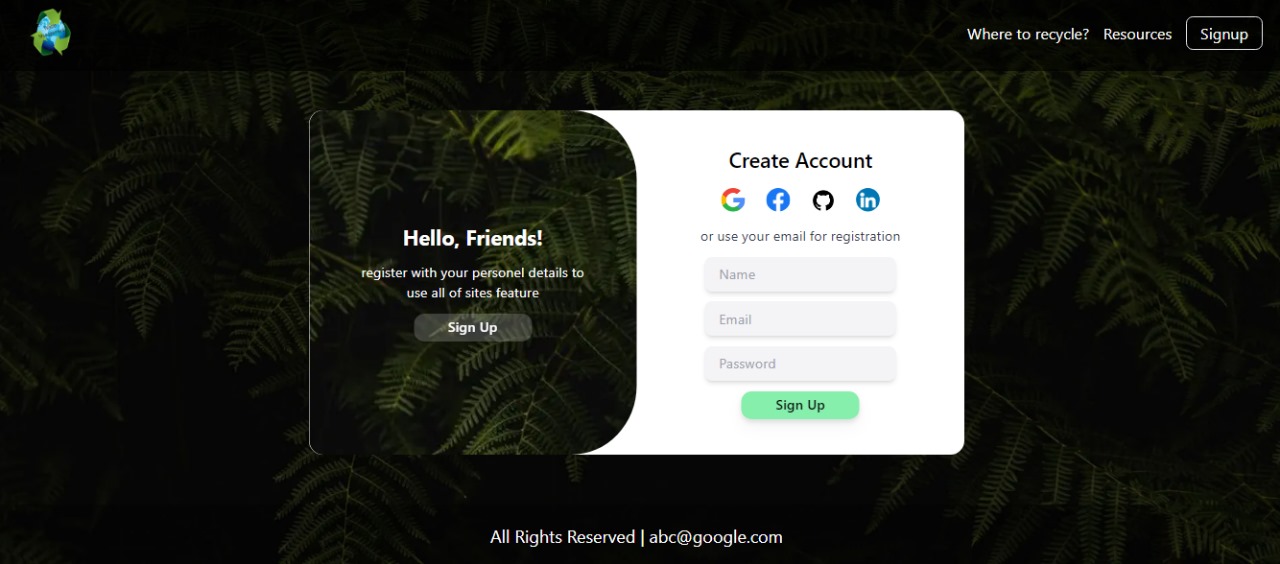 Where to recycle? Resources Signup
Hello, Friends!
register with your personel details to
use all of sites feature
Sign Up
Create Account
or use your email for registration
Name
Email
Password
Sign Up
All Rights Reserved | abc@google.com